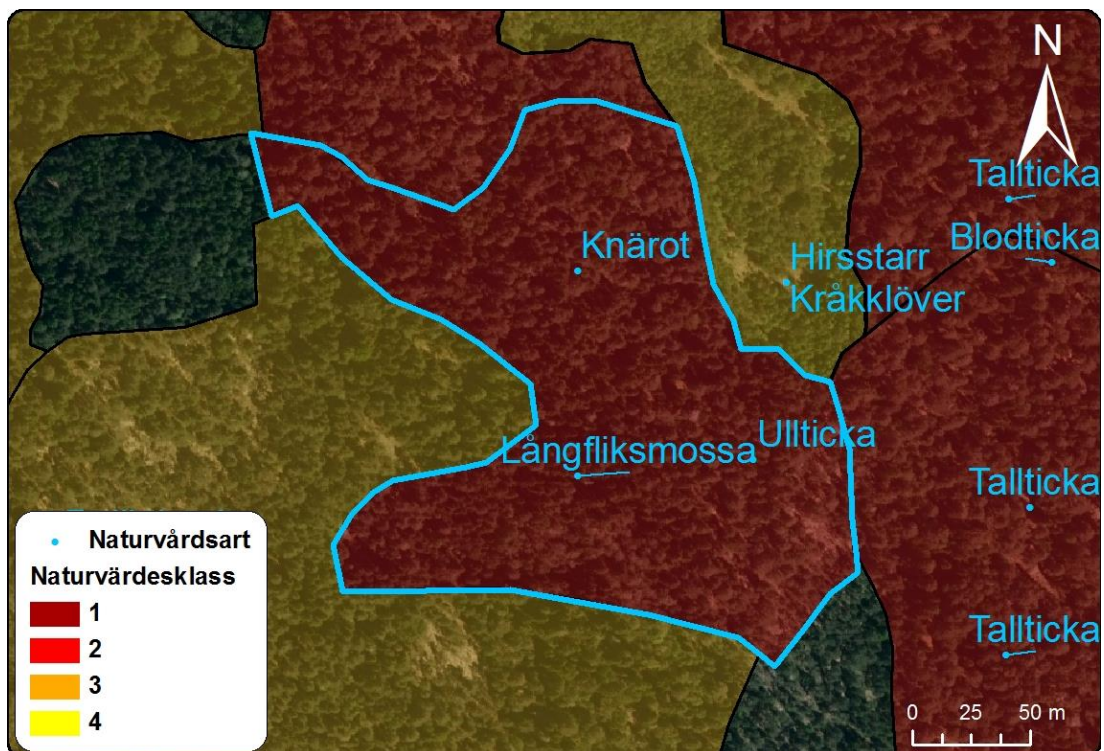 N
Tallticka
Blodticka
Knärot
Hirsstarr
Kråkklöver
Ullticka
Långfliksmossa
Tallticka
Tallticka
Naturvårdsart
Naturvärdesklass
1
2
3
4
0 25 50 m